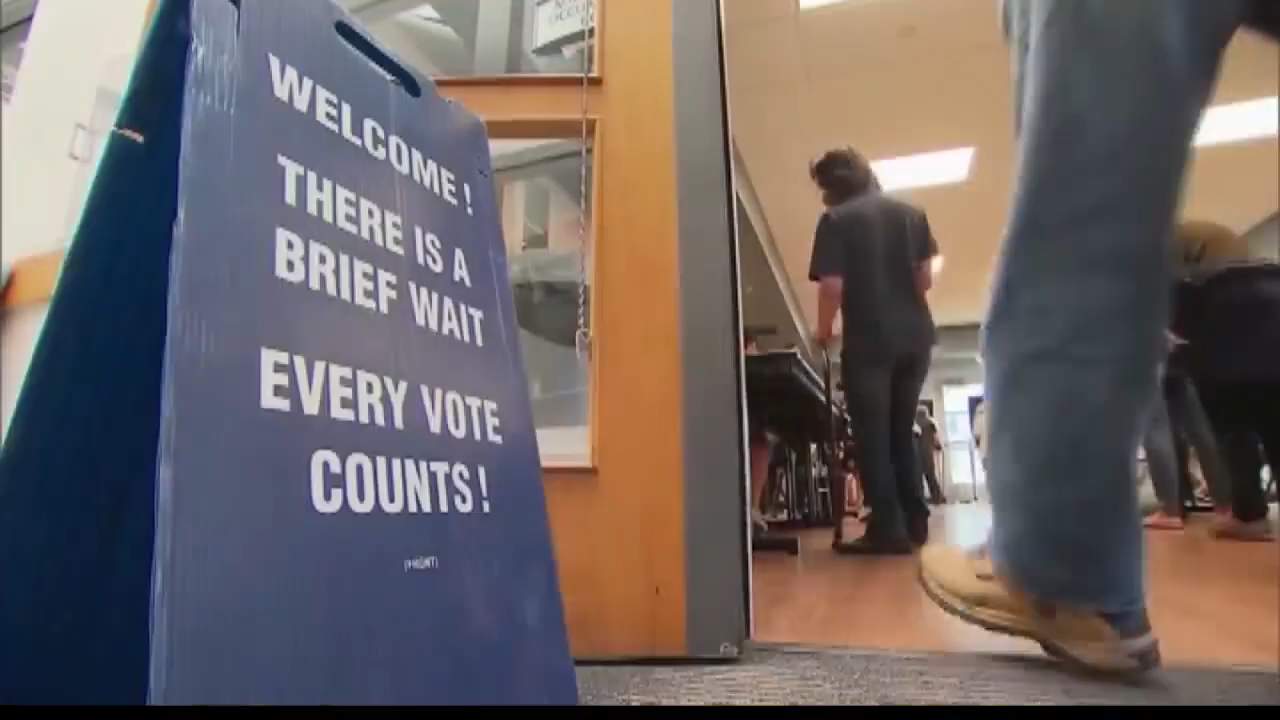 WELCOME!
THERE IS A
BRIEF WAIT
EVERY VOTE
COUNTS!
(FRONT)